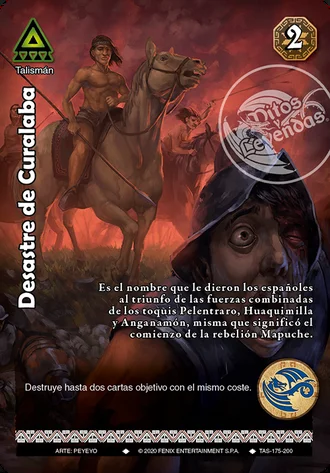 2
Talismán
Mitos y Leyendas
Desastre de Curalaba
Es el nombre que le dieron los españoles
al triunfo de las fuerzas combinadas
de los toquis Pelentraro, Huaquimilla
y Anganamón, misma que significó el
comienzo de la rebelión Mapuche.
Destruye hasta dos cartas objetivo con el mismo coste.
ARTE: PEYEYO
© 2020 FENIX ENTERTAINMENT S.P.A.
TAS-175-200